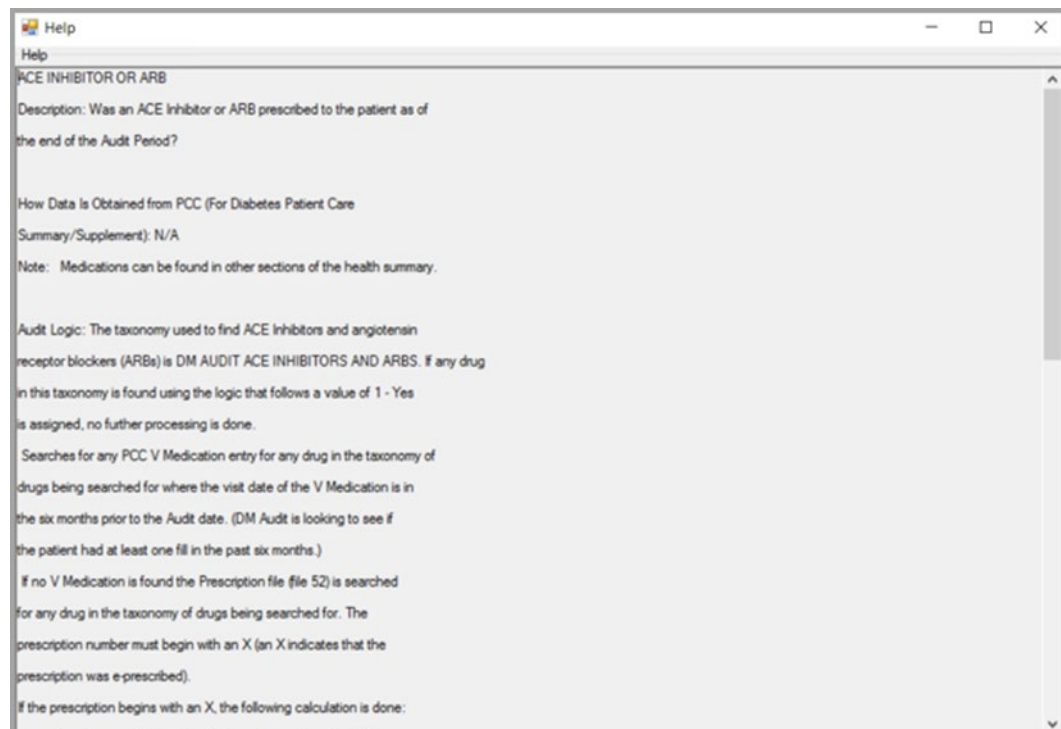 Help
Help
ACE INHIBITOR OR ARB
Description: Was an ACE Inhibitor or ARB prescribed to the patient as of
the end of the Audit Period?
How Data Is Obtained from PCC (For Diabetes Patient Care
Summary/Supplement): N/A
Note:   Medications can be found in other sections of the health summary.
Audit Logic: The taxonomy used to find ACE Inhibitors and angiotensin
receptor blockers (ARBs) is DM AUDIT ACE INHIBITORS AND ARBS. If any drug
in this taxonomy is found using the logic that follows a value of 1 - Yes
is assigned, no further processing is done.
Searches for any PCC V Medication entry for any drug in the taxonomy of
drugs being searched for where the visit date of the V Medication is in
the six months prior to the Audit date. (DM Audit is looking to see if
the patient had at least one fill in the past six months.)
If no V Medication is found the Prescription file (file 52) is searched
for any drug in the taxonomy of drugs being searched for. The
prescription number must begin with an X (an X indicates that the
prescription was e-prescribed).
If the prescription begins with an X, the following calculation is done: